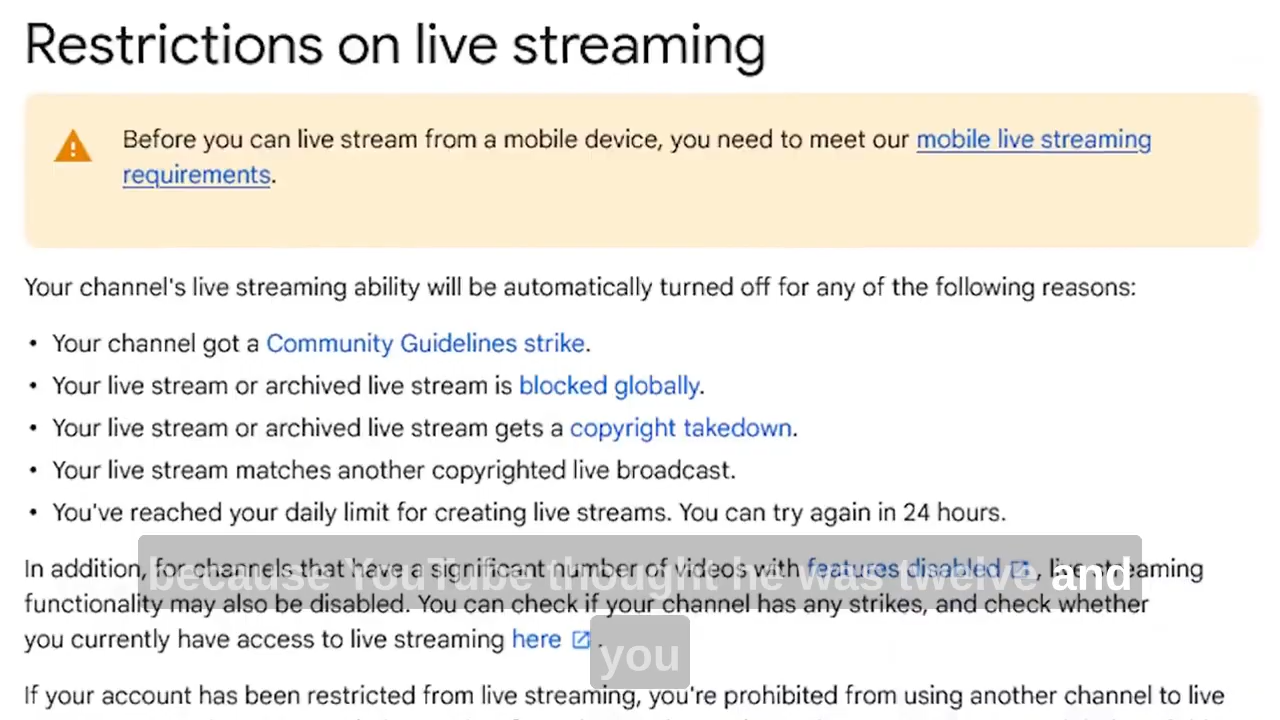 Restrictions on live streaming
Before you can live stream from a mobile device, you need to meet our mobile live streaming
requirements.
Your channel's live streaming ability will be automatically turned off for any of the following reasons:
• Your channel got a Community Guidelines strike.
• Your live stream or archived live stream is blocked globally.
• Your live stream or archived live stream gets a copyright takedown.
• Your live stream matches another copyrighted live broadcast.
• You've reached your daily limit for creating live streams. You can try again in 24 hours.
In addition, for channels that have a significant number of videos with features disabled, live streaming
because YouTube thought he was twelve and
functionality may also be disabled. You can check if your channel has any strikes, and check whether
you currently have access to live streaming here.
you
If your account has been restricted from live streaming, you're prohibited from using another channel to live